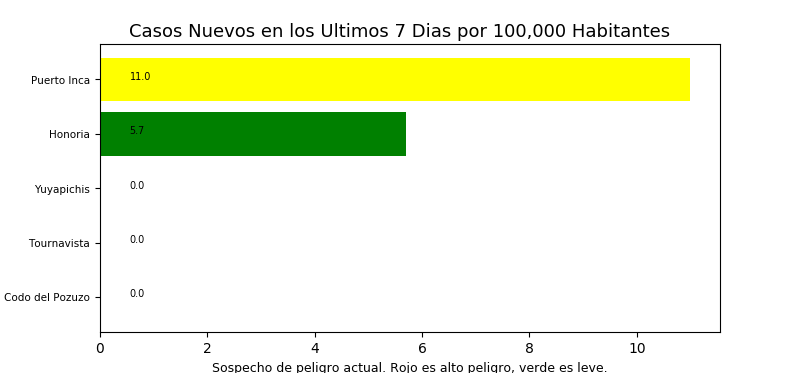 Casos Nuevos en los Ultimos 7 Dias por 100,000 Habitantes
Puerto Inca 11.0
Honoria 5.7
Yuyapichis 0.0
Tournavista 0.0
Codo del Pozuzo 0.0
0 2 4 6 8 10
Sospecho de peligro actual. Rojo es alto peligro, verde es leve.